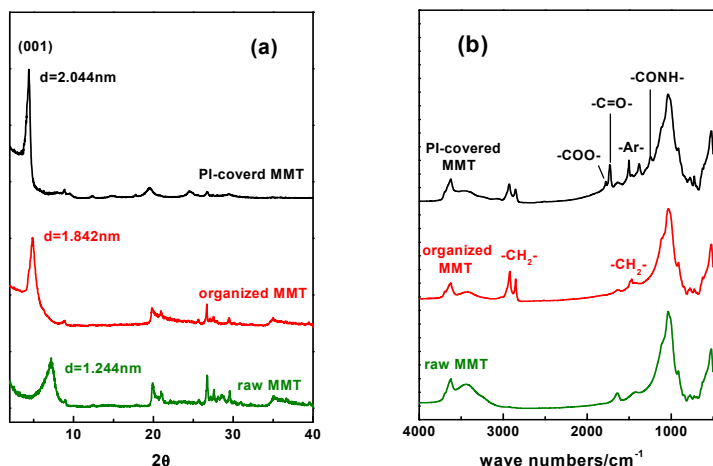 (001)
(a)
d=2.044nm
PI-coverd MMT
d=1.842nm
organized MMT
d=1.244nm
raw MMT
10 20 30 40
2θ
(b)
-CONH-
-C=O-
PI-covered
MMT
-COO-
-Ar-
organized
MMT
-CH2-
-CH2-
raw MMT
4000 3000 2000 1000
wave numbers/cm-1